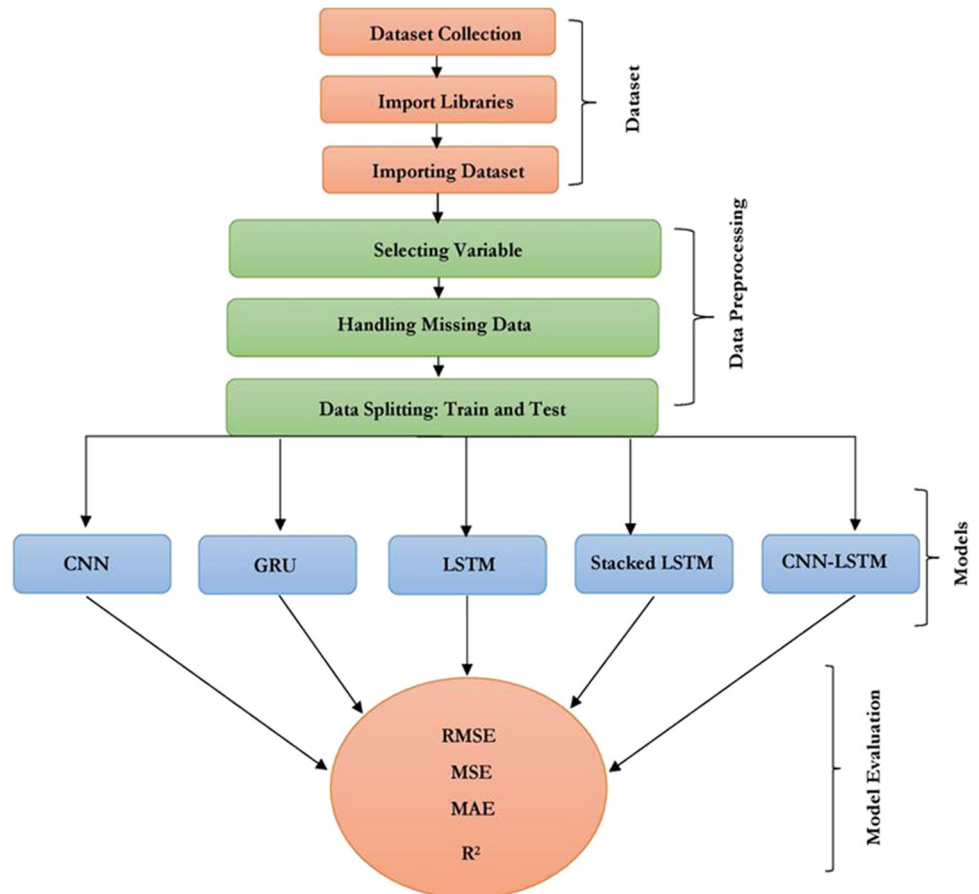 Dataset Collection
Import Libraries
Importing Dataset
Dataset
Selecting Variable
Handling Missing Data
Data Splitting: Train and Test
Data Preprocessing
CNN
GRU
LSTM
Stacked LSTM
CNN-LSTM
Models
RMSE
MSE
MAE
R²
Model Evaluation